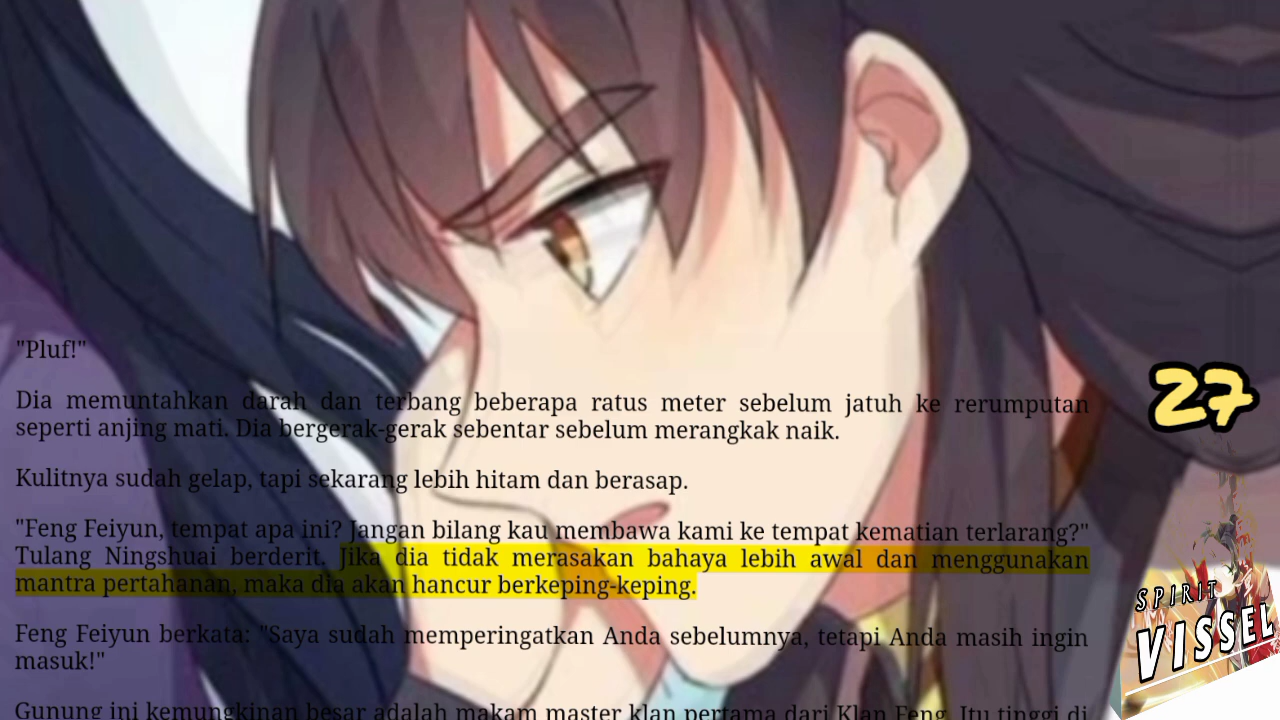 "Pluf!"
Dia memuntahkan darah dan terbang beberapa ratus meter sebelum jatuh ke rerumputan
seperti anjing mati. Dia bergerak-gerak sebentar sebelum merangkak naik.
Kulitnya sudah gelap, tapi sekarang lebih hitam dan berasap.
"Feng Feiyun, tempat apa ini? Jangan bilang kau membawa kami ke tempat kematian terlarang?"
Tulang Ningshuai berderit. Jika dia tidak merasakan bahaya lebih awal dan menggunakan
mantra pertahanan, maka dia akan hancur berkeping-keping.
Feng Feiyun berkata: "Saya sudah memperingatkan Anda sebelumnya, tetapi Anda masih ingin
masuk!"
Gunung ini kemungkinan besar adalah makam master klan pertama dari Klan Feng. Itu tinggi di
27
SPIRIT
VISSEL